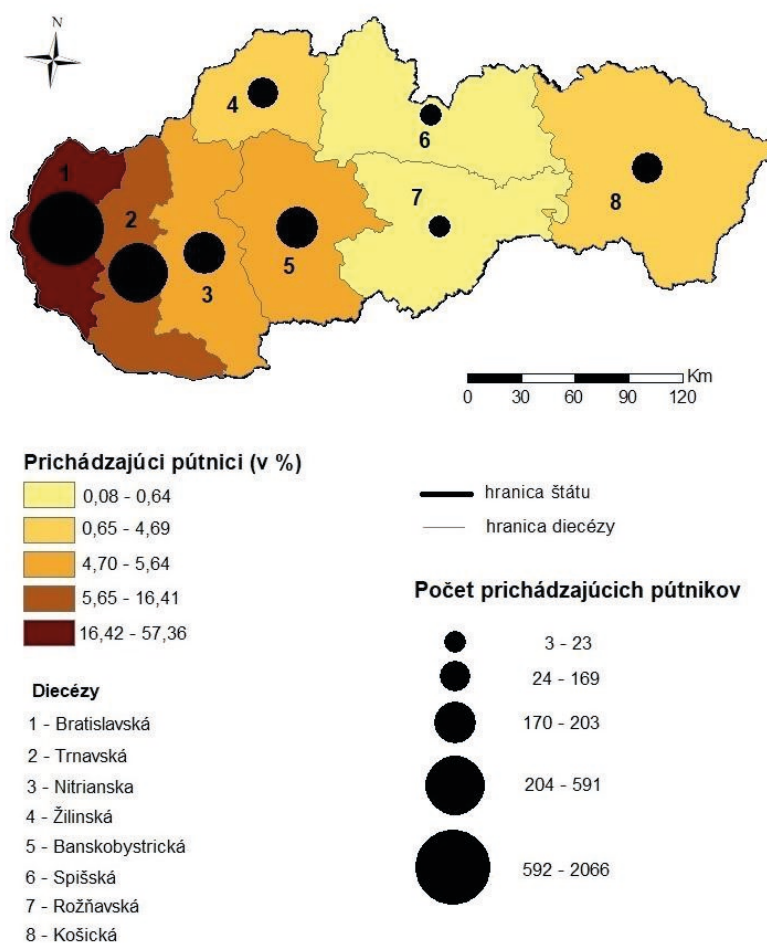 N
1
2
3
4
5
6
7
8
Km
0 30 60 90 120
Prichádzajúci pútnici (v %)
0,08 - 0,64
0,65 - 4,69
4,70 - 5,64
5,65 - 16,41
16,42 - 57,36
hranica štátu
hranica diecézy
Počet prichádzajúcich pútnikov
3 - 23
24 - 169
170 - 203
204 - 591
592 - 2066
Diecézy
1 - Bratislavská
2 - Trnavská
3 - Nitrianska
4 - Žilinská
5 - Banskobystrická
6 - Spišská
7 - Rožňavská
8 - Košická